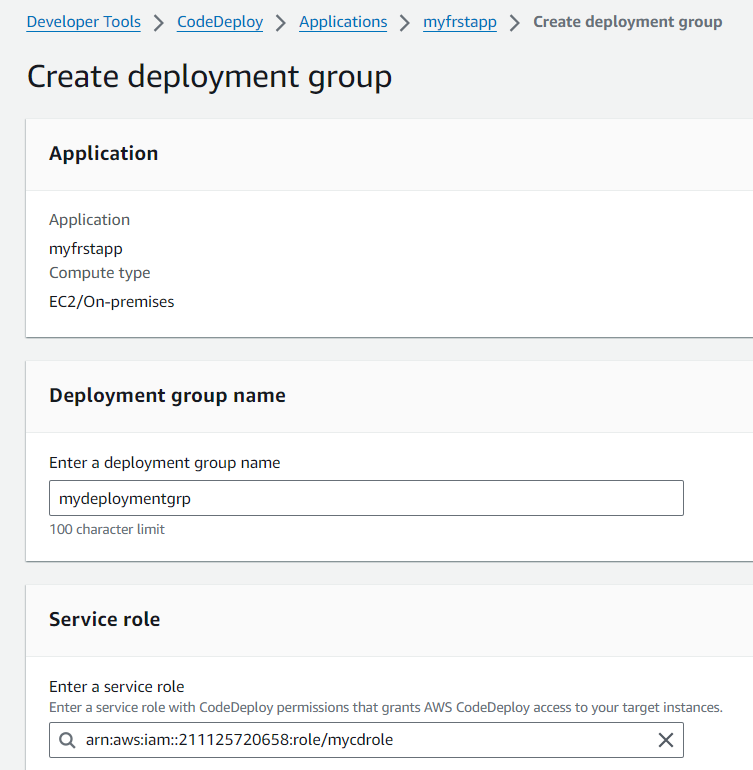 Developer Tools > CodeDeploy > Applications > myfrstapp > Create deployment group
Create deployment group
Application
Application
myfrstapp
Compute type
EC2/On-premises
Deployment group name
Enter a deployment group name
mydeploymentgrp
100 character limit
Service role
Enter a service role
Enter a service role with CodeDeploy permissions that grants AWS CodeDeploy access to your target instances.
arn:aws:iam::211125720658:role/mycdrole